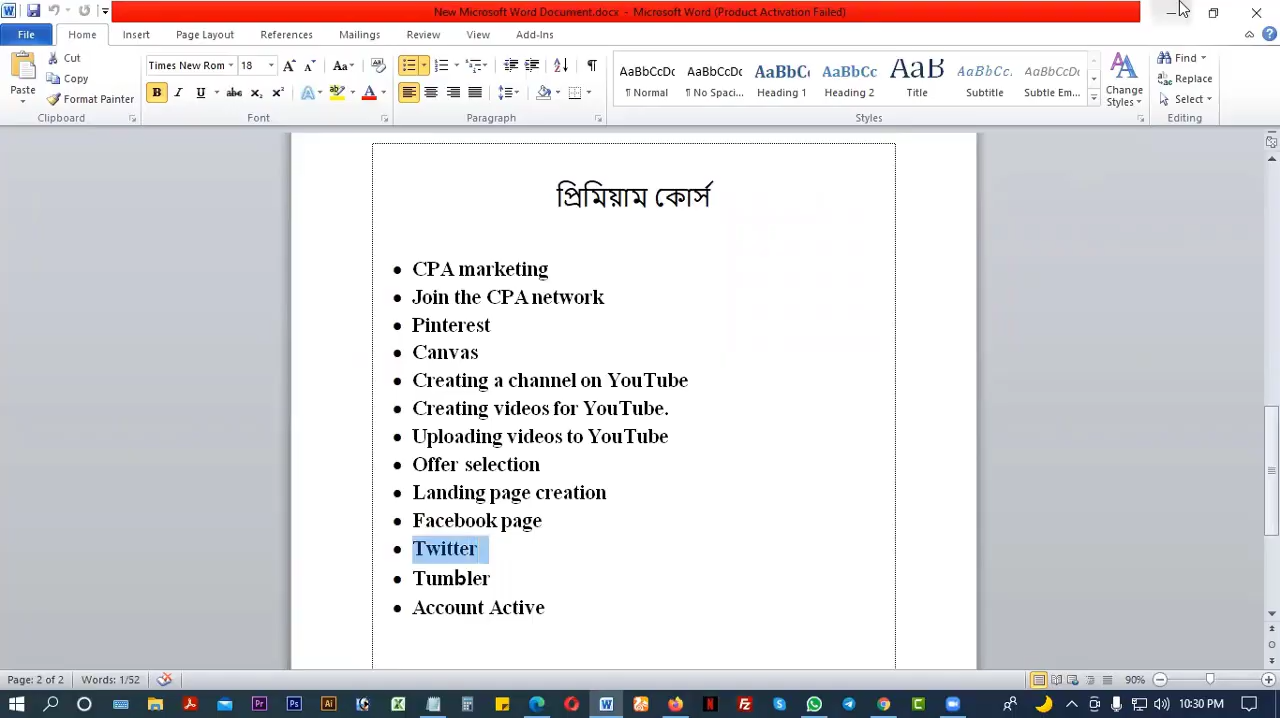 New Microsoft Word Document.docx - Microsoft Word (Product Activation Failed)
File Home Insert Page Layout References Mailings Review View Add-Ins
Paste
Cut
Copy
Format Painter
Clipboard
Times New Rom 18
Font
Paragraph
AaBbCcDc AaBbCcDc AaBbC AaBbCc AaB AaBbCc. AaBbCcDc
¶ Normal ¶ No Spaci... Heading 1 Heading 2 Title Subtitle Subtle Em...
Change Styles
Styles
Find
Replace
Select
Editing
প্রিমিয়াম কোর্স
• CPA marketing
• Join the CPA network
• Pinterest
• Canvas
• Creating a channel on YouTube
• Creating videos for YouTube.
• Uploading videos to YouTube
• Offer selection
• Landing page creation
• Facebook page
• Twitter
• Tumbler
• Account Active
Page: 2 of 2 Words: 1/52 90%
10:30 PM